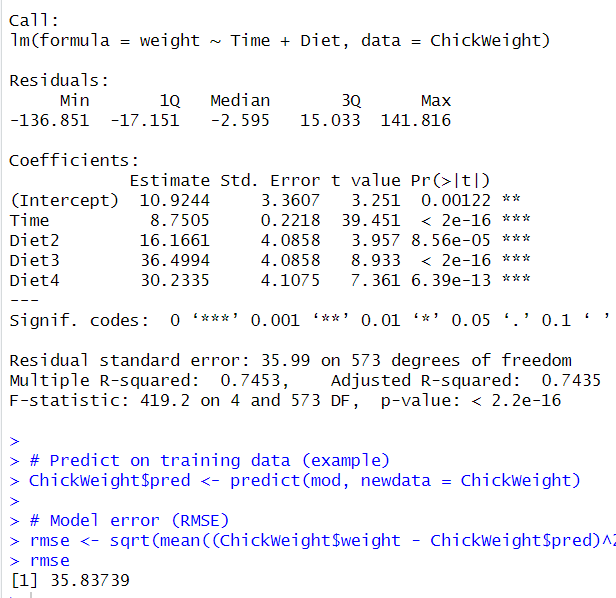 Call:
lm(formula = weight ~ Time + Diet, data = ChickWeight)

Residuals:
     Min       1Q   Median       3Q      Max
-136.851  -17.151   -2.595   15.033  141.816

Coefficients:
            Estimate Std. Error t value Pr(>|t|)
(Intercept)  10.9244     3.3607   3.251  0.00122 **
Time          8.7505     0.2218  39.451  < 2e-16 ***
Diet2        16.1661     4.0858   3.957 8.56e-05 ***
Diet3        36.4994     4.0858   8.933  < 2e-16 ***
Diet4        30.2335     4.1075   7.361 6.39e-13 ***
---
Signif. codes:  0 ‘***’ 0.001 ‘**’ 0.01 ‘*’ 0.05 ‘.’ 0.1 ‘ ’

Residual standard error: 35.99 on 573 degrees of freedom
Multiple R-squared:  0.7453,    Adjusted R-squared:  0.7435
F-statistic: 419.2 on 4 and 573 DF,  p-value: < 2.2e-16

>
> # Predict on training data (example)
> ChickWeight$pred <- predict(mod, newdata = ChickWeight)
>
> # Model error (RMSE)
> rmse <- sqrt(mean((ChickWeight$weight - ChickWeight$pred)^2
> rmse
[1] 35.83739